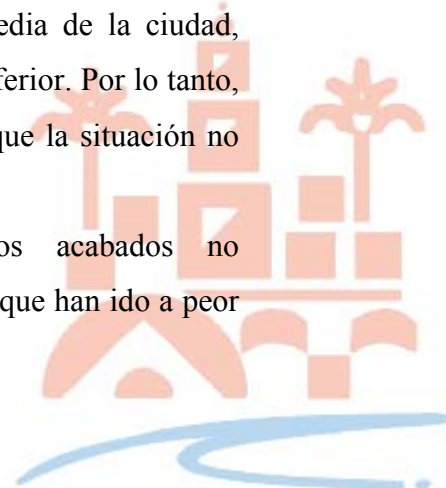 edia de la ciudad,
ferior. Por lo tanto,
que la situación no
os acabados no
que han ido a peor